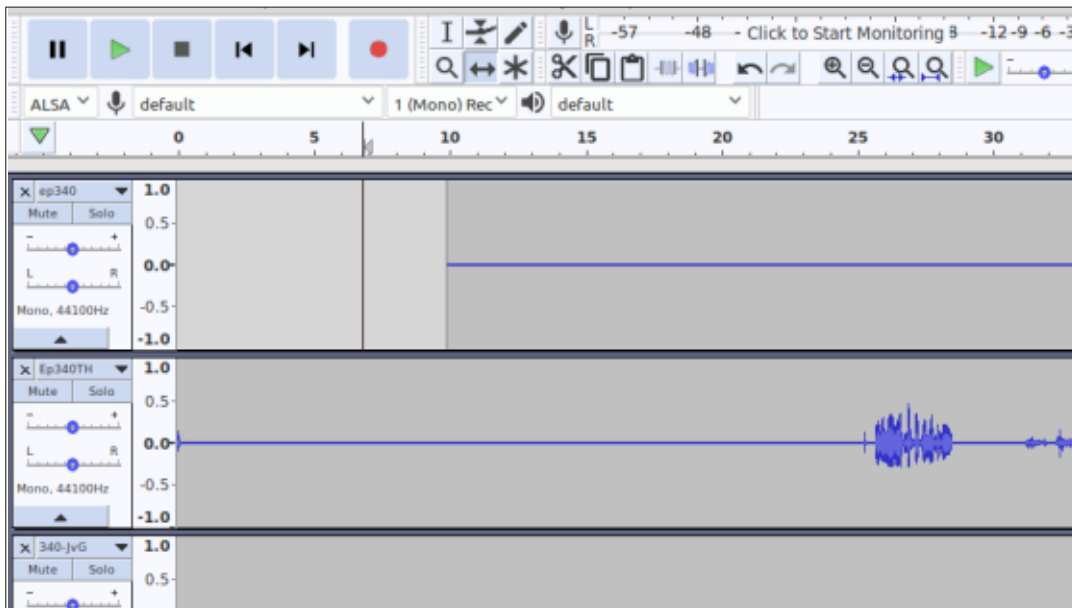 L
R -57 -48 - Click to Start Monitoring 8 -12 -9 -6 -3
ALSA default 1 (Mono) Rec default
0 5 10 15 20 25 30
x ep340 1.0
Mute Solo
0.5
- +
0.0
L R
Mono, 44100Hz -0.5
-1.0
x Ep340TH 1.0
Mute Solo
0.5
- +
0.0
L R
Mono, 44100Hz -0.5
-1.0
x 340-JvG 1.0
Mute Solo
0.5
- +